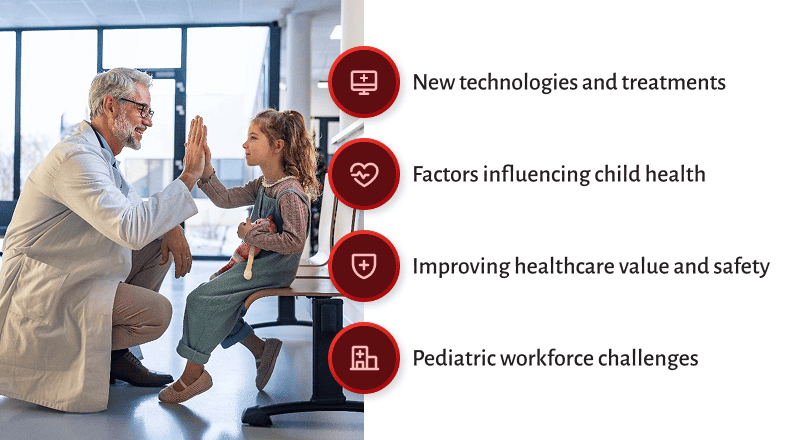 New technologies and treatments
Factors influencing child health
Improving healthcare value and safety
Pediatric workforce challenges